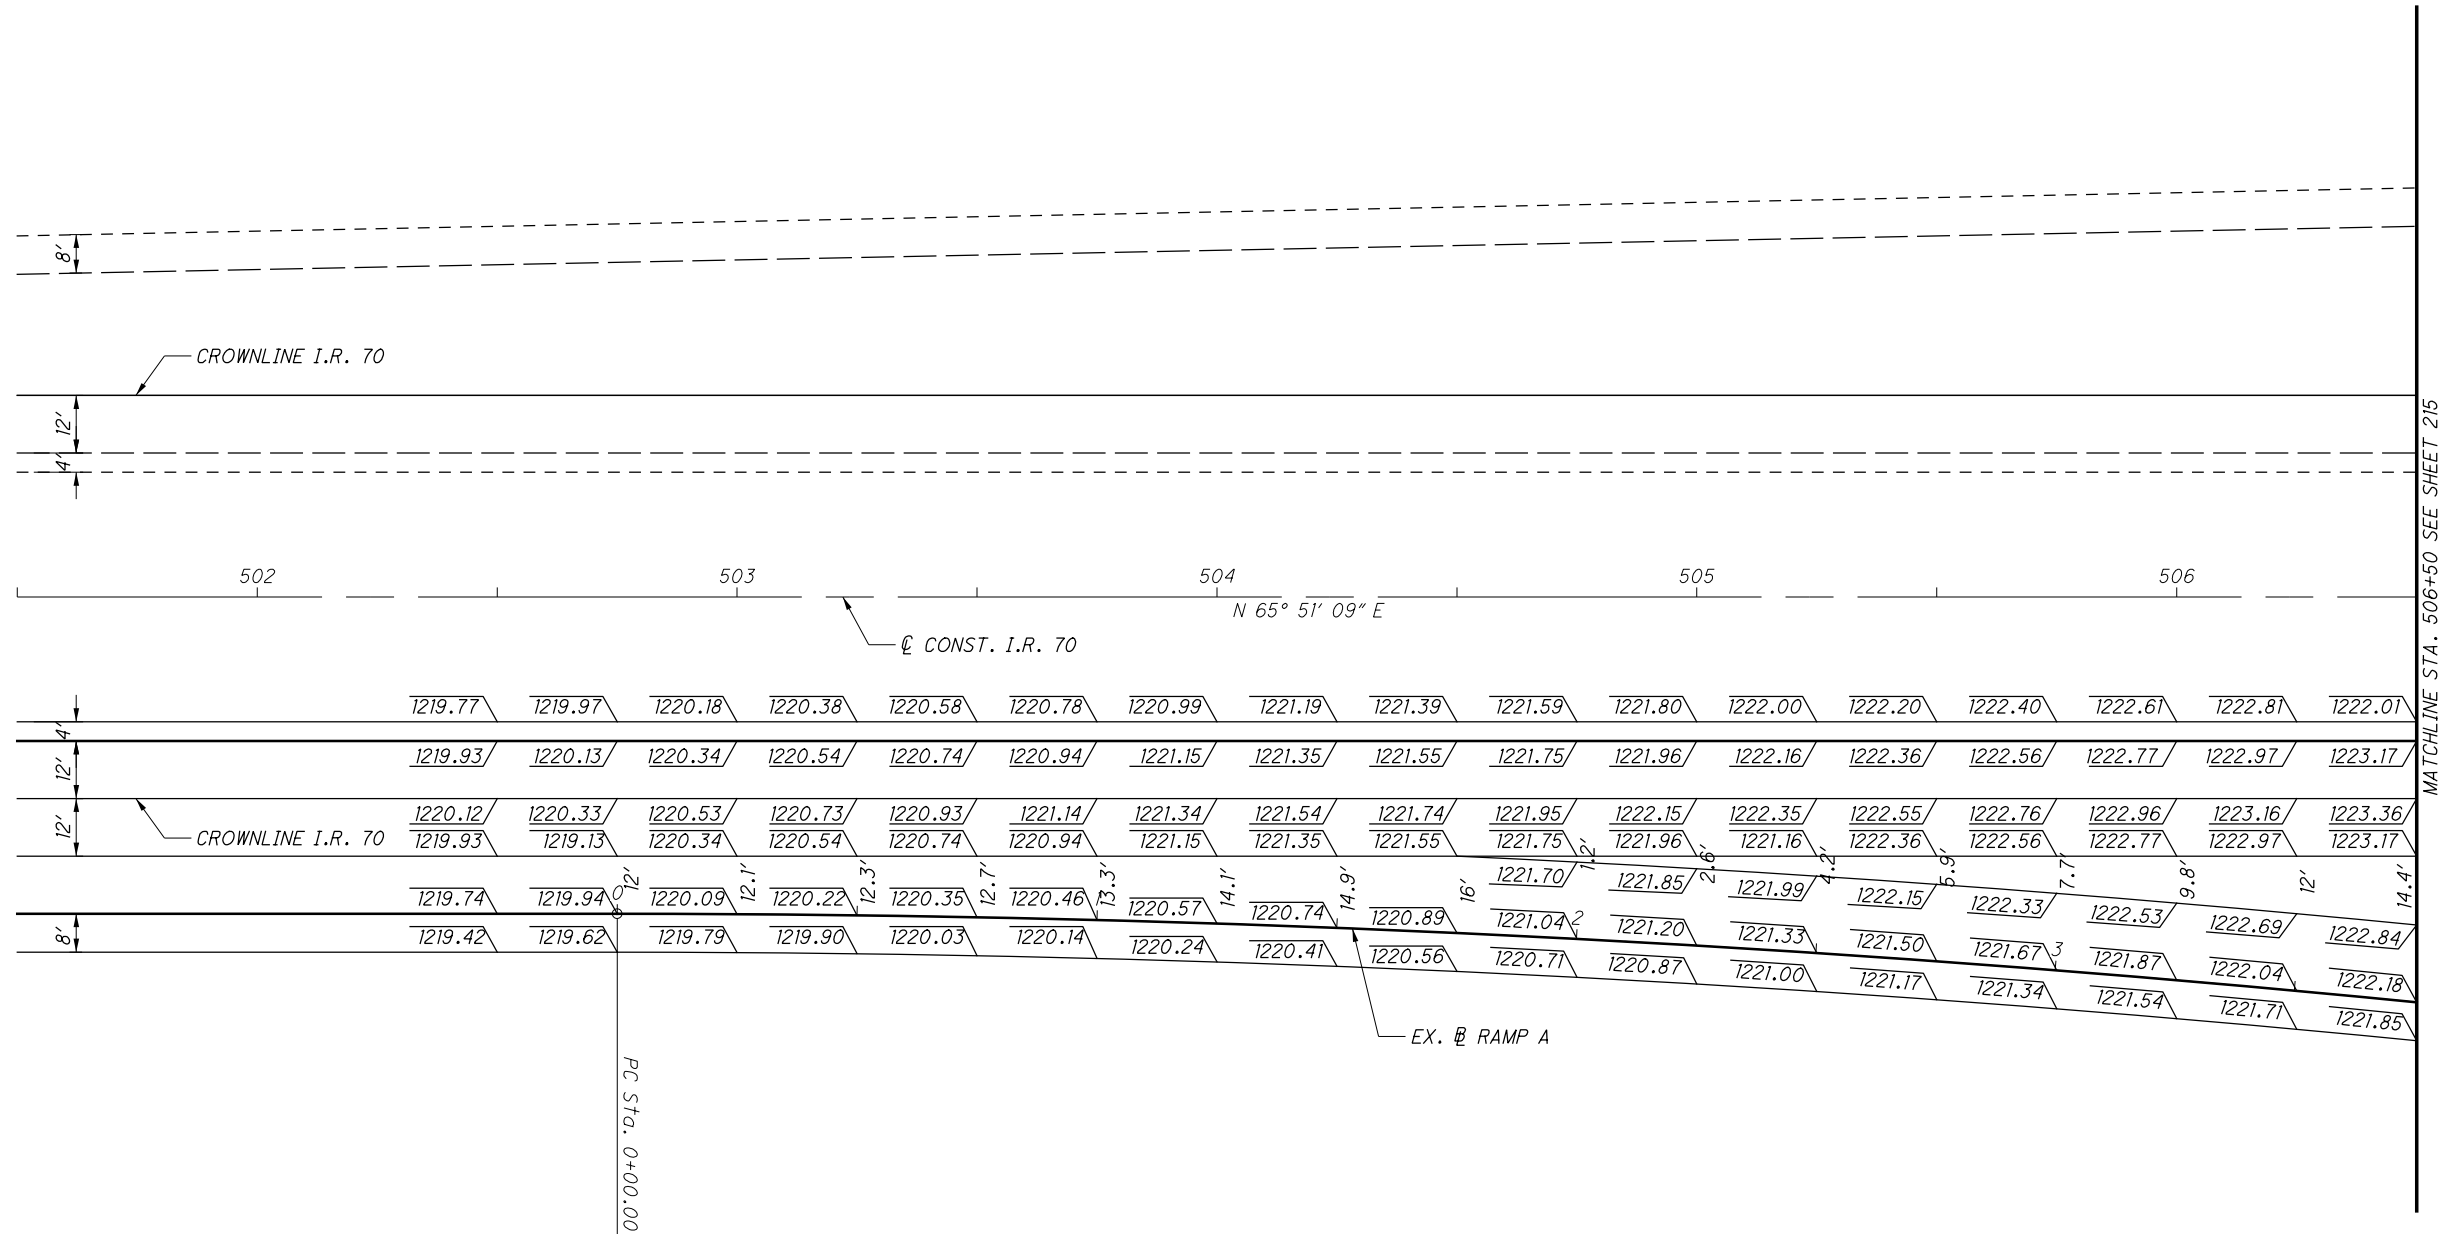 8'
CROWNLINE I.R. 70
12'
4'
502 503 504 505 506
N 65° 51' 09" E
℄ CONST. I.R. 70
MATCHLINE STA. 506+50 SEE SHEET 215
1219.77 1219.97 1220.18 1220.38 1220.58 1220.78 1220.99 1221.19 1221.39 1221.59 1221.80 1222.00 1222.20 1222.40 1222.61 1222.81 1222.01
4'
1219.93 1220.13 1220.34 1220.54 1220.74 1220.94 1221.15 1221.35 1221.55 1221.75 1221.96 1222.16 1222.36 1222.56 1222.77 1222.97 1223.17
12'
1220.12 1220.33 1220.53 1220.73 1220.93 1221.14 1221.34 1221.54 1221.74 1221.95 1222.15 1222.35 1222.55 1222.76 1222.96 1223.16 1223.36
12'
CROWNLINE I.R. 70
1219.93 1219.13 1220.34 1220.54 1220.74 1220.94 1221.15 1221.35 1221.55 1221.75 1221.96 1221.16 1222.36 1222.56 1222.77 1222.97 1223.17
12' 12.1' 12.3' 12.7' 13.3' 14.1' 14.9' 16' 1.2' 2.6' 4.2' 5.9' 7.7' 9.8' 12' 14.4'
1221.70 1221.85 1221.99 1222.15 1222.33 1222.53 1222.69 1222.84
1219.74 1219.94 0 1220.09 1220.22 1220.35 1220.46 1 1220.57 1220.74 1220.89 1221.04 2 1221.20 1221.33 1221.50 1221.67 3 1221.87 1222.04 1222.18
8'
1219.42 1219.62 1219.79 1219.90 1220.03 1220.14 1220.24 1220.41 1220.56 1220.71 1220.87 1221.00 1221.17 1221.34 1221.54 1221.71 1221.85
EX. B̵L RAMP A
PC Sta. 0+00.00